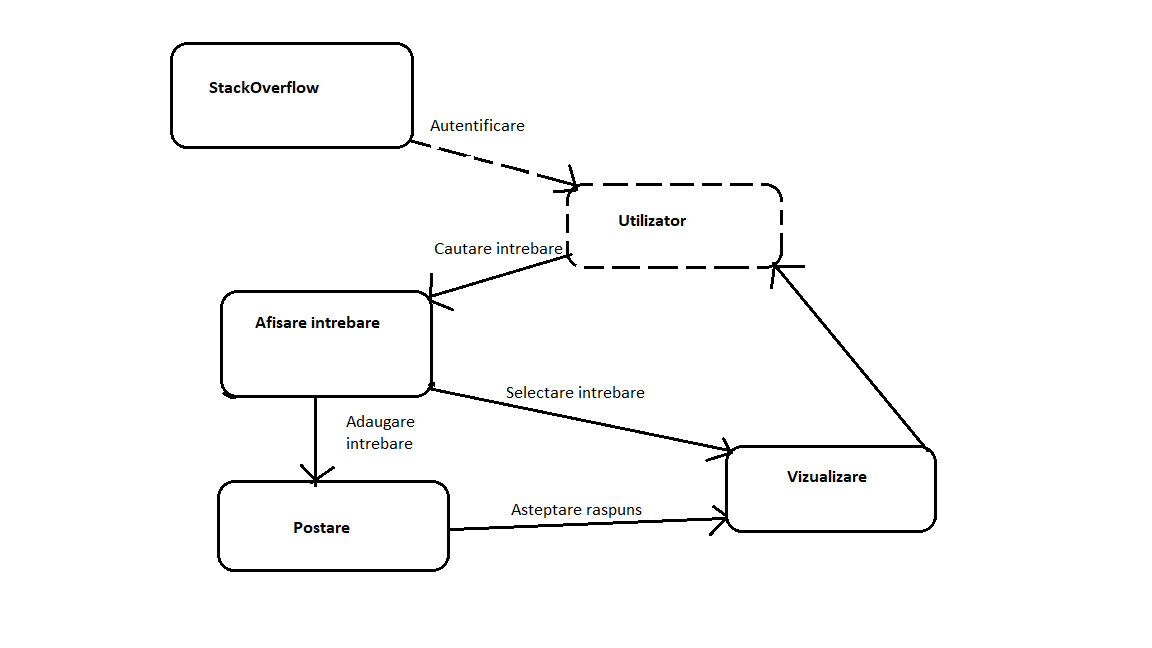 StackOverflow
Autentificare
Utilizator
Cautare intrebare
Afisare intrebare
Selectare intrebare
Adaugare
intrebare
Vizualizare
Asteptare raspuns
Postare